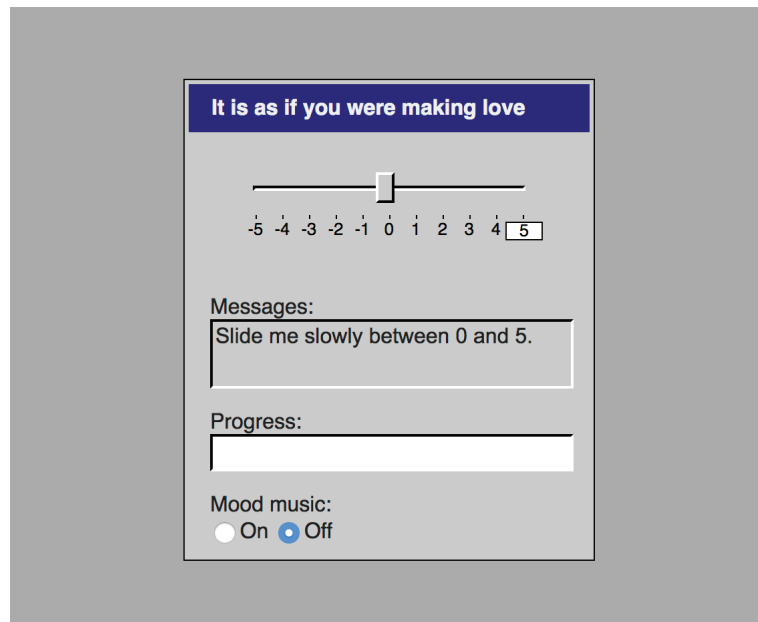 It is as if you were making love
-5 -4 -3 -2 -1 0 1 2 3 4 5
Messages:
Slide me slowly between 0 and 5.
Progress:
Mood music:
On Off